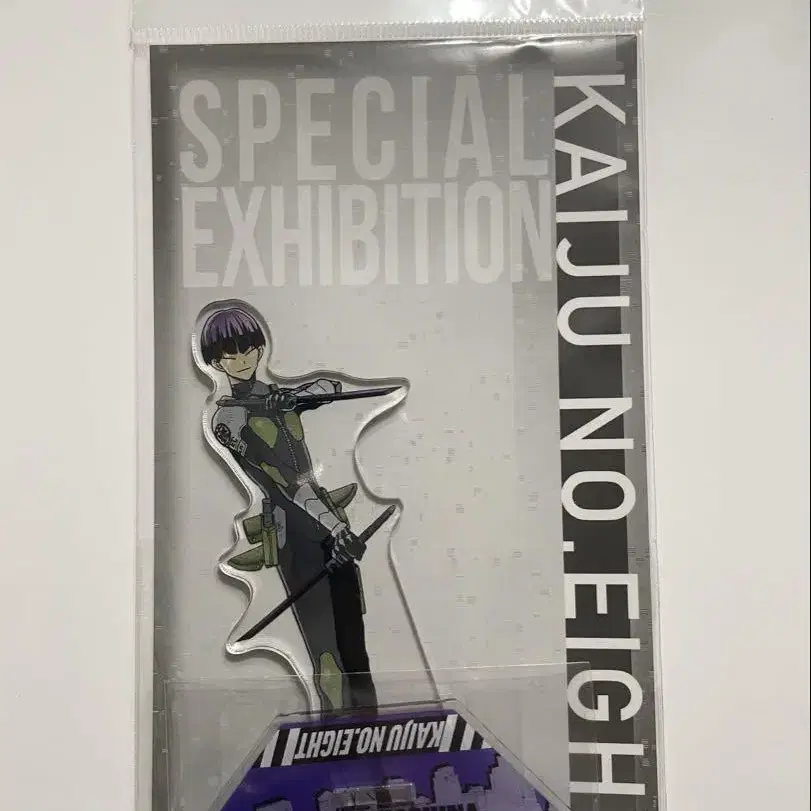 SPECIAL
EXHIBITION
KAIJU NO.EIGH
KAIJU NO.EIGHT